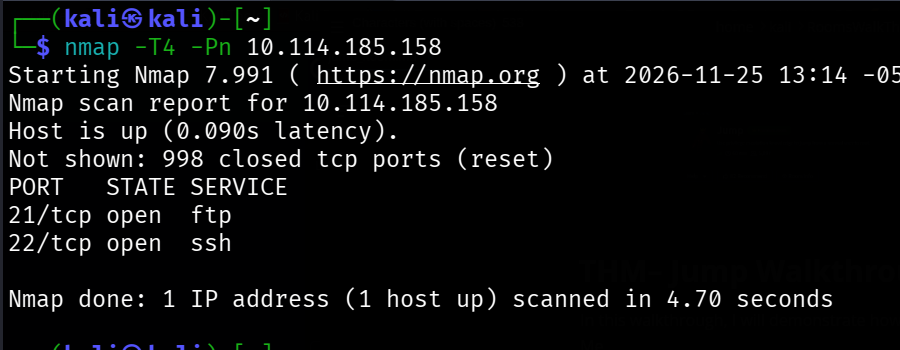 ┌──(kali㉿kali)-[~]
└─$ nmap -T4 -Pn 10.114.185.158
Starting Nmap 7.991 ( https://nmap.org ) at 2026-11-25 13:14 -05
Nmap scan report for 10.114.185.158
Host is up (0.090s latency).
Not shown: 998 closed tcp ports (reset)
PORT   STATE SERVICE
21/tcp open  ftp
22/tcp open  ssh
Nmap done: 1 IP address (1 host up) scanned in 4.70 seconds
┌──(kali㉿kali)-[~]